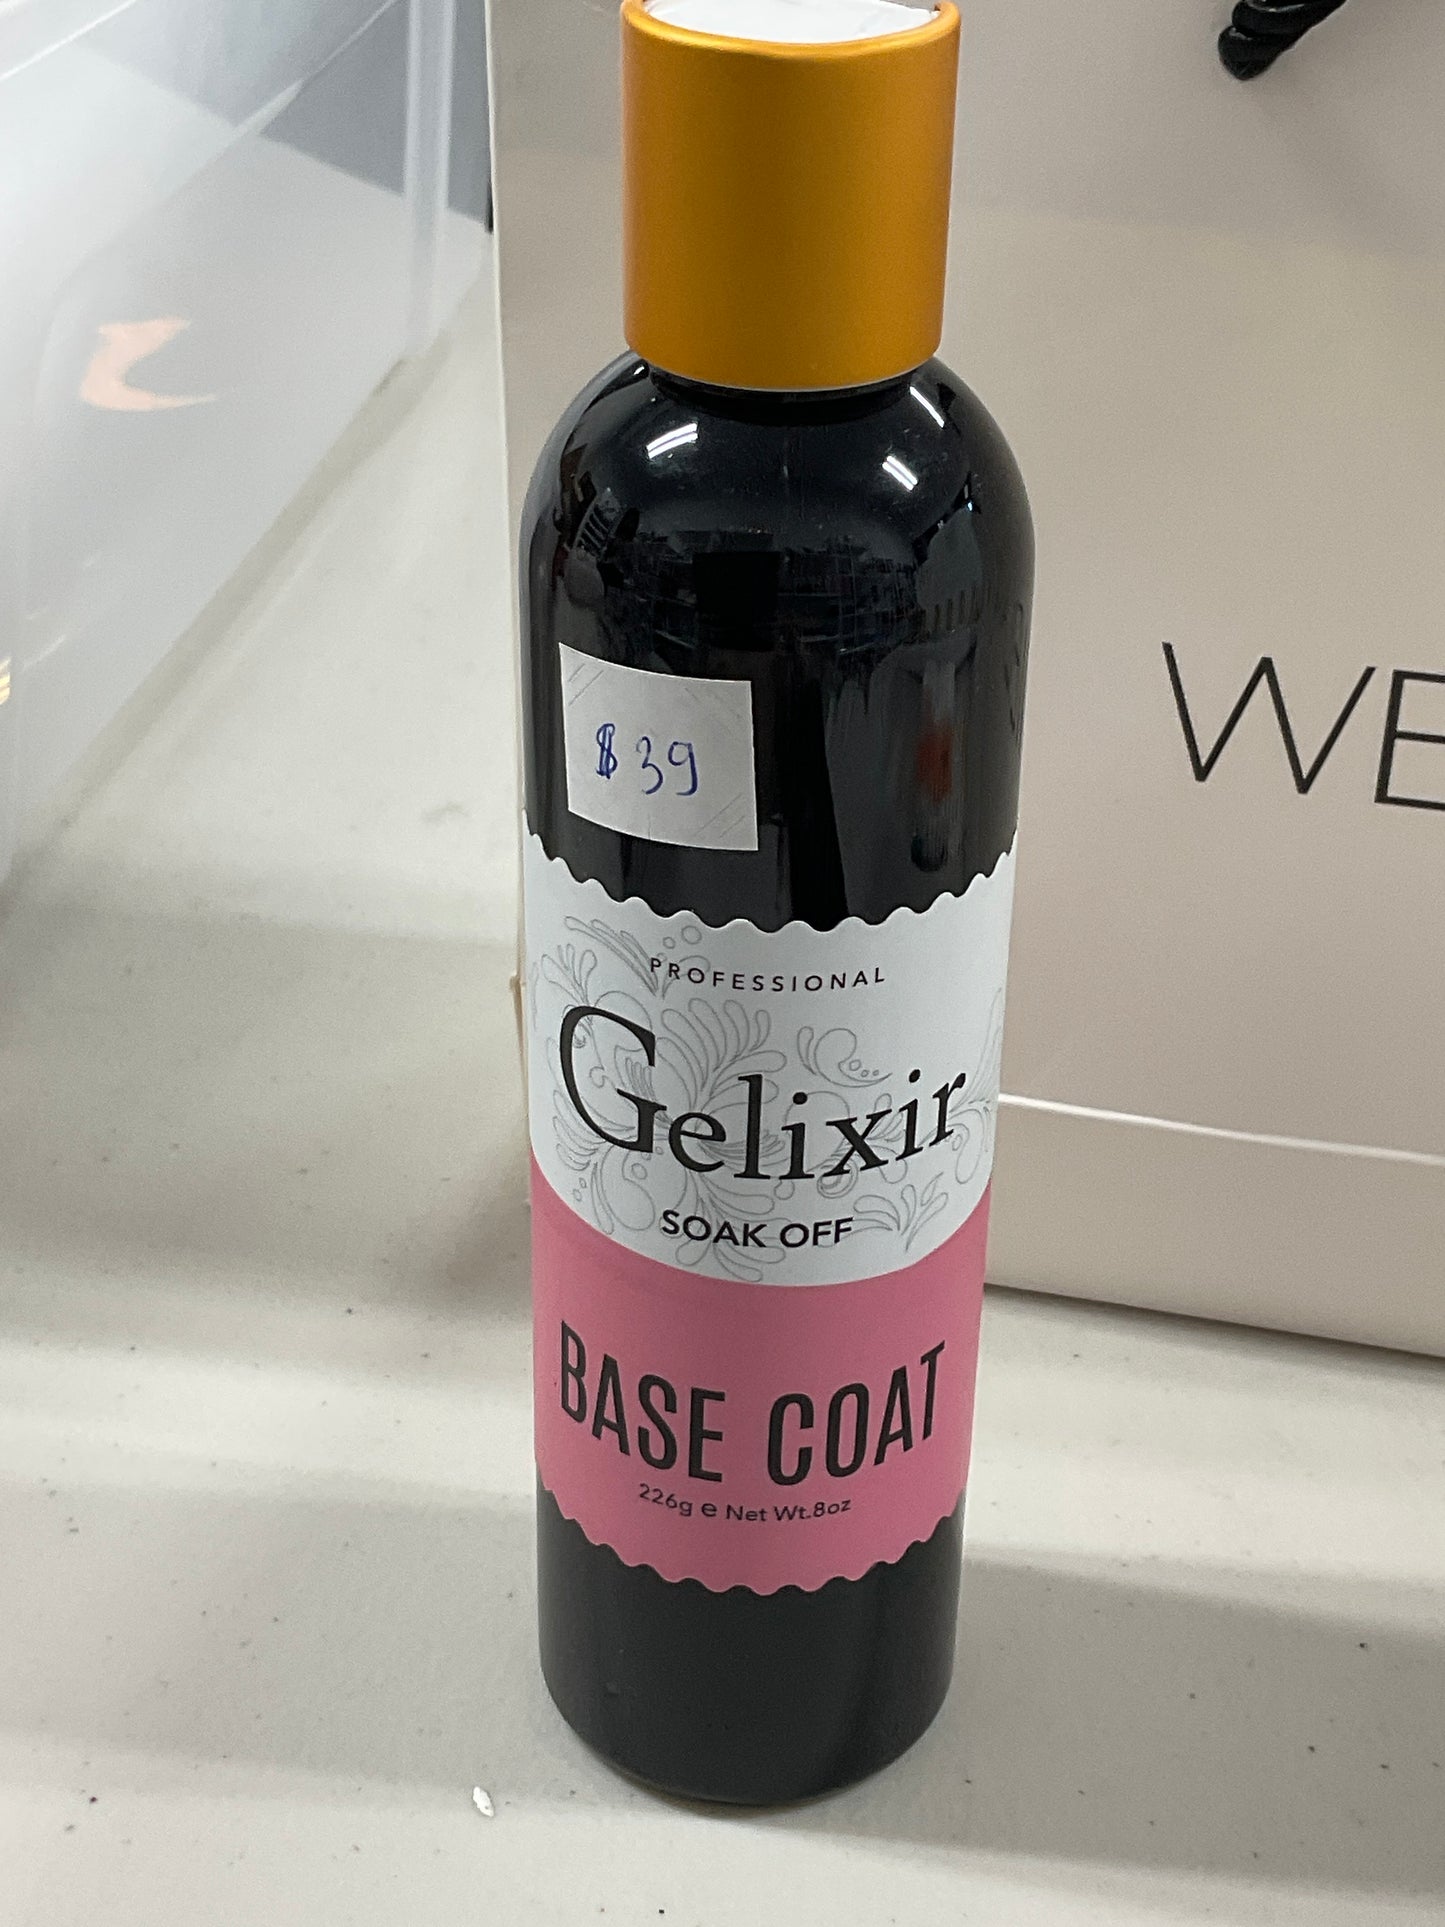 $39
PROFESSIONAL
Gelixir
SOAK OFF
BASE COAT
226g e Net Wt.8oz
WE